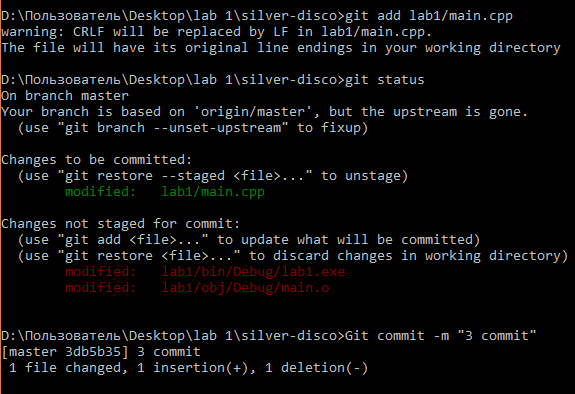 D:\Пользователь\Desktop\lab 1\silver-disco>git add lab1/main.cpp
warning: CRLF will be replaced by LF in lab1/main.cpp.
The file will have its original line endings in your working directory
D:\Пользователь\Desktop\lab 1\silver-disco>git status
On branch master
Your branch is based on 'origin/master', but the upstream is gone.
  (use "git branch --unset-upstream" to fixup)
Changes to be committed:
  (use "git restore --staged <file>..." to unstage)
        modified:   lab1/main.cpp
Changes not staged for commit:
  (use "git add <file>..." to update what will be committed)
  (use "git restore <file>..." to discard changes in working directory)
        modified:   lab1/bin/Debug/lab1.exe
        modified:   lab1/obj/Debug/main.o
D:\Пользователь\Desktop\lab 1\silver-disco>Git commit -m "3 commit"
[master 3db5b35] 3 commit
 1 file changed, 1 insertion(+), 1 deletion(-)